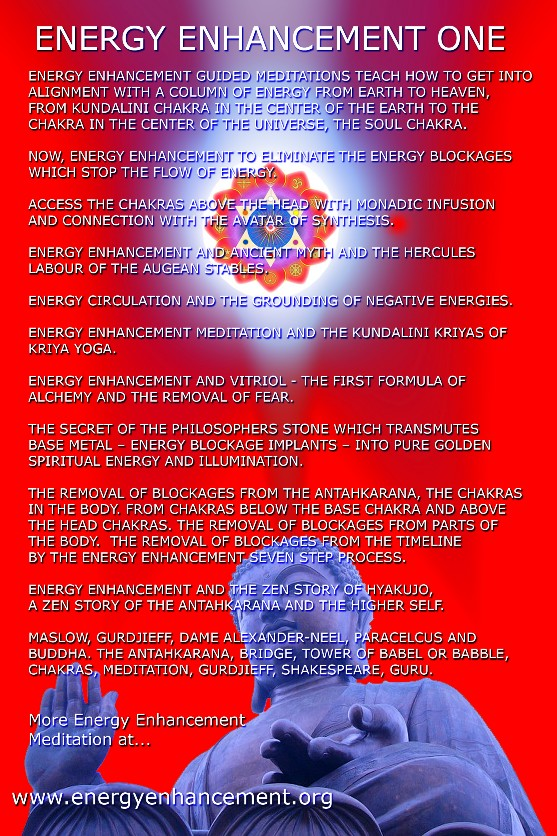 ENERGY ENHANCEMENT ONE
ENERGY ENHANCEMENT GUIDED MEDITATIONS TEACH HOW TO GET INTO
ALIGNMENT WITH A COLUMN OF ENERGY FROM EARTH TO HEAVEN,
FROM KUNDALINI CHAKRA IN THE CENTER OF THE EARTH TO THE
CHAKRA IN THE CENTER OF THE UNIVERSE, THE SOUL CHAKRA.
NOW, ENERGY ENHANCEMENT TO ELIMINATE THE ENERGY BLOCKAGES
WHICH STOP THE FLOW OF ENERGY.
ACCESS THE CHAKRAS ABOVE THE HEAD WITH MONADIC INFUSION
AND CONNECTION WITH THE AVATAR OF SYNTHESIS.
ENERGY ENHANCEMENT AND ANCIENT MYTH AND THE HERCULES
LABOUR OF THE AUGEAN STABLES.
ENERGY CIRCULATION AND THE GROUNDING OF NEGATIVE ENERGIES.
ENERGY ENHANCEMENT MEDITATION AND THE KUNDALINI KRIYAS OF
KRIYA YOGA.
ENERGY ENHANCEMENT AND VITRIOL - THE FIRST FORMULA OF
ALCHEMY AND THE REMOVAL OF FEAR.
THE SECRET OF THE PHILOSOPHERS STONE WHICH TRANSMUTES
BASE METAL – ENERGY BLOCKAGE IMPLANTS – INTO PURE GOLDEN
SPIRITUAL ENERGY AND ILLUMINATION.
THE REMOVAL OF BLOCKAGES FROM THE ANTAHKARANA, THE CHAKRAS
IN THE BODY. FROM CHAKRAS BELOW THE BASE CHAKRA AND ABOVE
THE HEAD CHAKRAS. THE REMOVAL OF BLOCKAGES FROM PARTS OF
THE BODY. THE REMOVAL OF BLOCKAGES FROM THE TIMELINE
BY THE ENERGY ENHANCEMENT SEVEN STEP PROCESS.
ENERGY ENHANCEMENT AND THE ZEN STORY OF HYAKUJO,
A ZEN STORY OF THE ANTAHKARANA AND THE HIGHER SELF.
MASLOW, GURDJIEFF, DAME ALEXANDER-NEEL, PARACELCUS AND
BUDDHA. THE ANTAHKARANA, BRIDGE, TOWER OF BABEL OR BABBLE,
CHAKRAS, MEDITATION, GURDJIEFF, SHAKESPEARE, GURU.
More Energy Enhancement
Meditation at...
www.energyenhancement.org